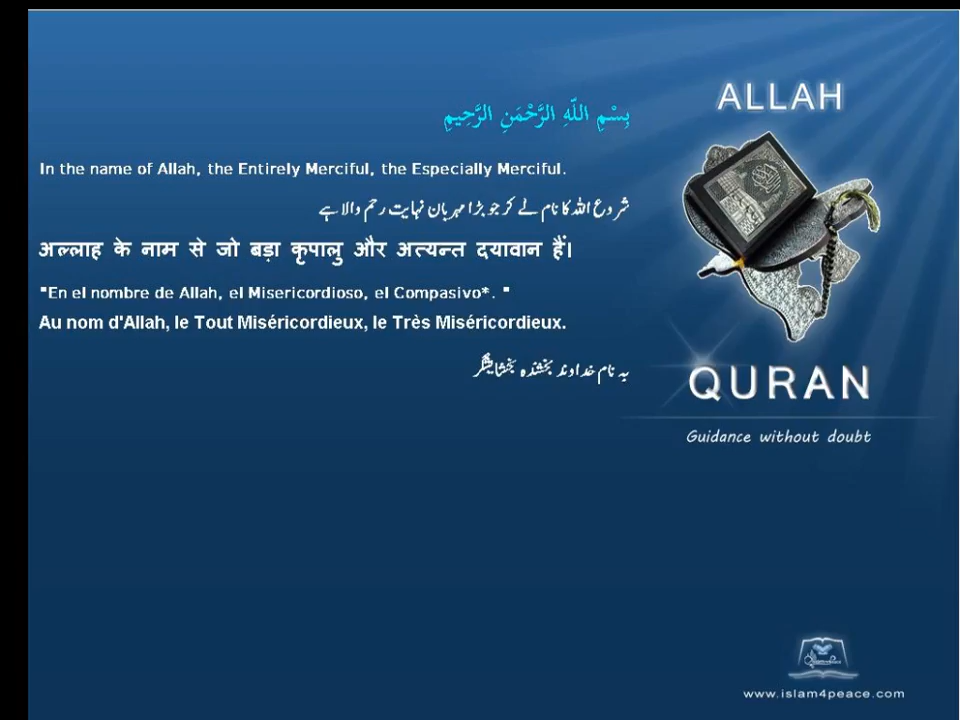 بِسْمِ اللَّهِ الرَّحْمَنِ الرَّحِيمِ
In the name of Allah, the Entirely Merciful, the Especially Merciful.
شروع الله کا نام لے کر جو بڑا مہربان نہایت رحم والا ہے
अल्लाह के नाम से जो बड़ा कृपालु और अत्यन्त दयावान हैं।
"En el nombre de Allah, el Misericordioso, el Compasivo*. "
Au nom d'Allah, le Tout Miséricordieux, le Très Miséricordieux.
به نام خداوند بخشنده بخشایشگر
ALLAH
QURAN
Guidance without doubt
www.islam4peace.com